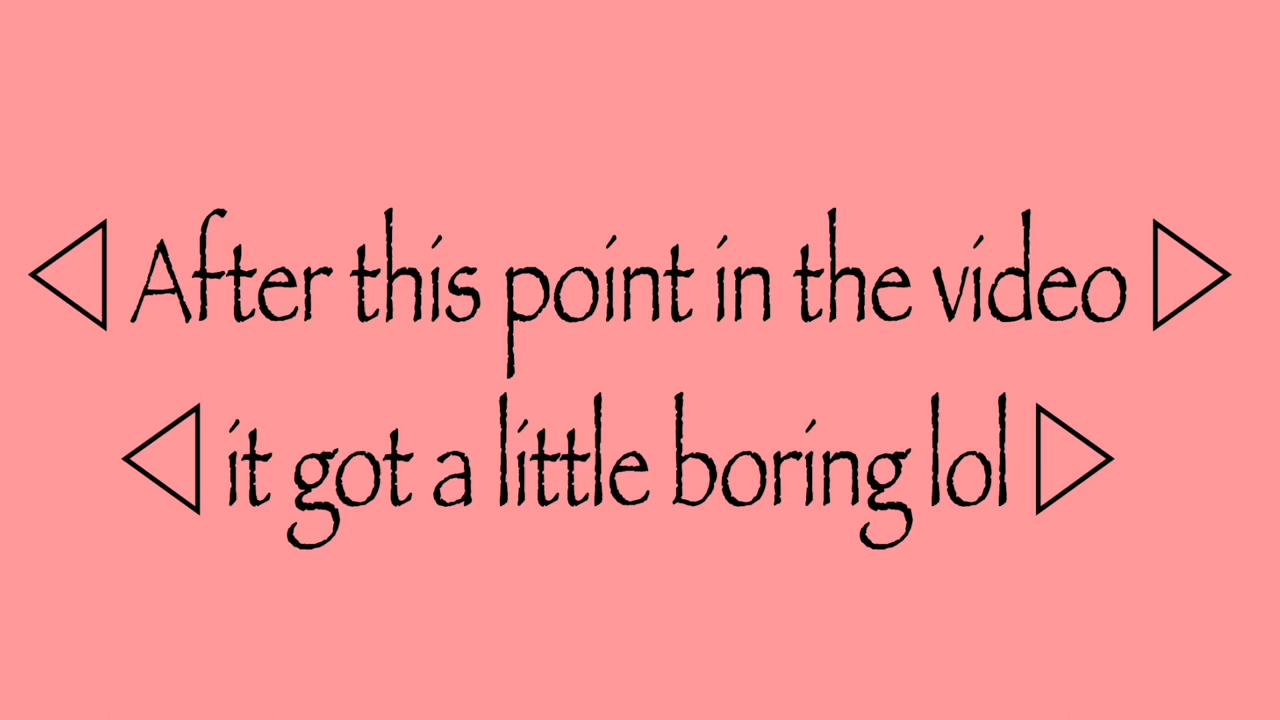 ◁ After this point in the video ▷
◁ it got a little boring lol ▷